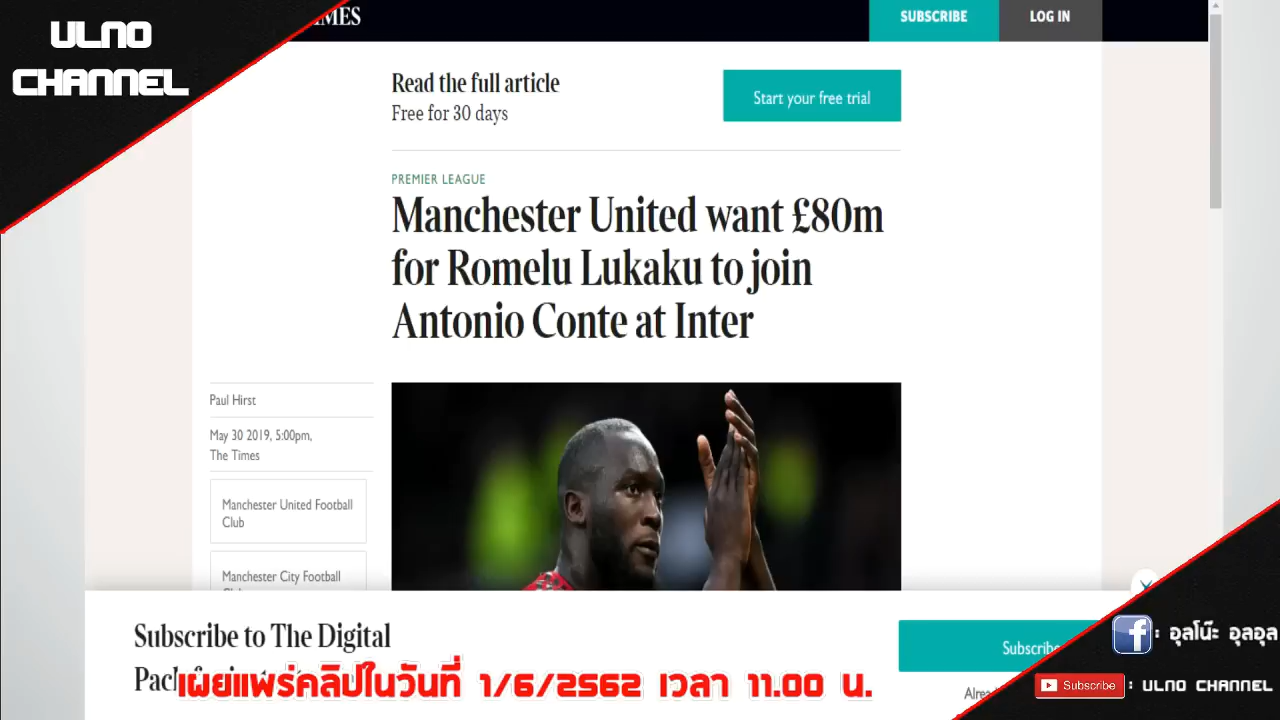 ULNO
CHANNEL
SUBSCRIBE
LOG IN
Read the full article
Free for 30 days
Start your free trial
PREMIER LEAGUE
Manchester United want £80m
for Romelu Lukaku to join
Antonio Conte at Inter
Paul Hirst
May 30 2019, 5:00pm,
The Times
Manchester United Football
Club
Manchester City Football
Subscribe to The Digital
Subscribe
เผยแพร่คลิปในวันที่ 1/6/2562 เวลา 11.00 น.
f : อุลโน๊ะ อุลอุล
Subscribe : ULNO CHANNEL